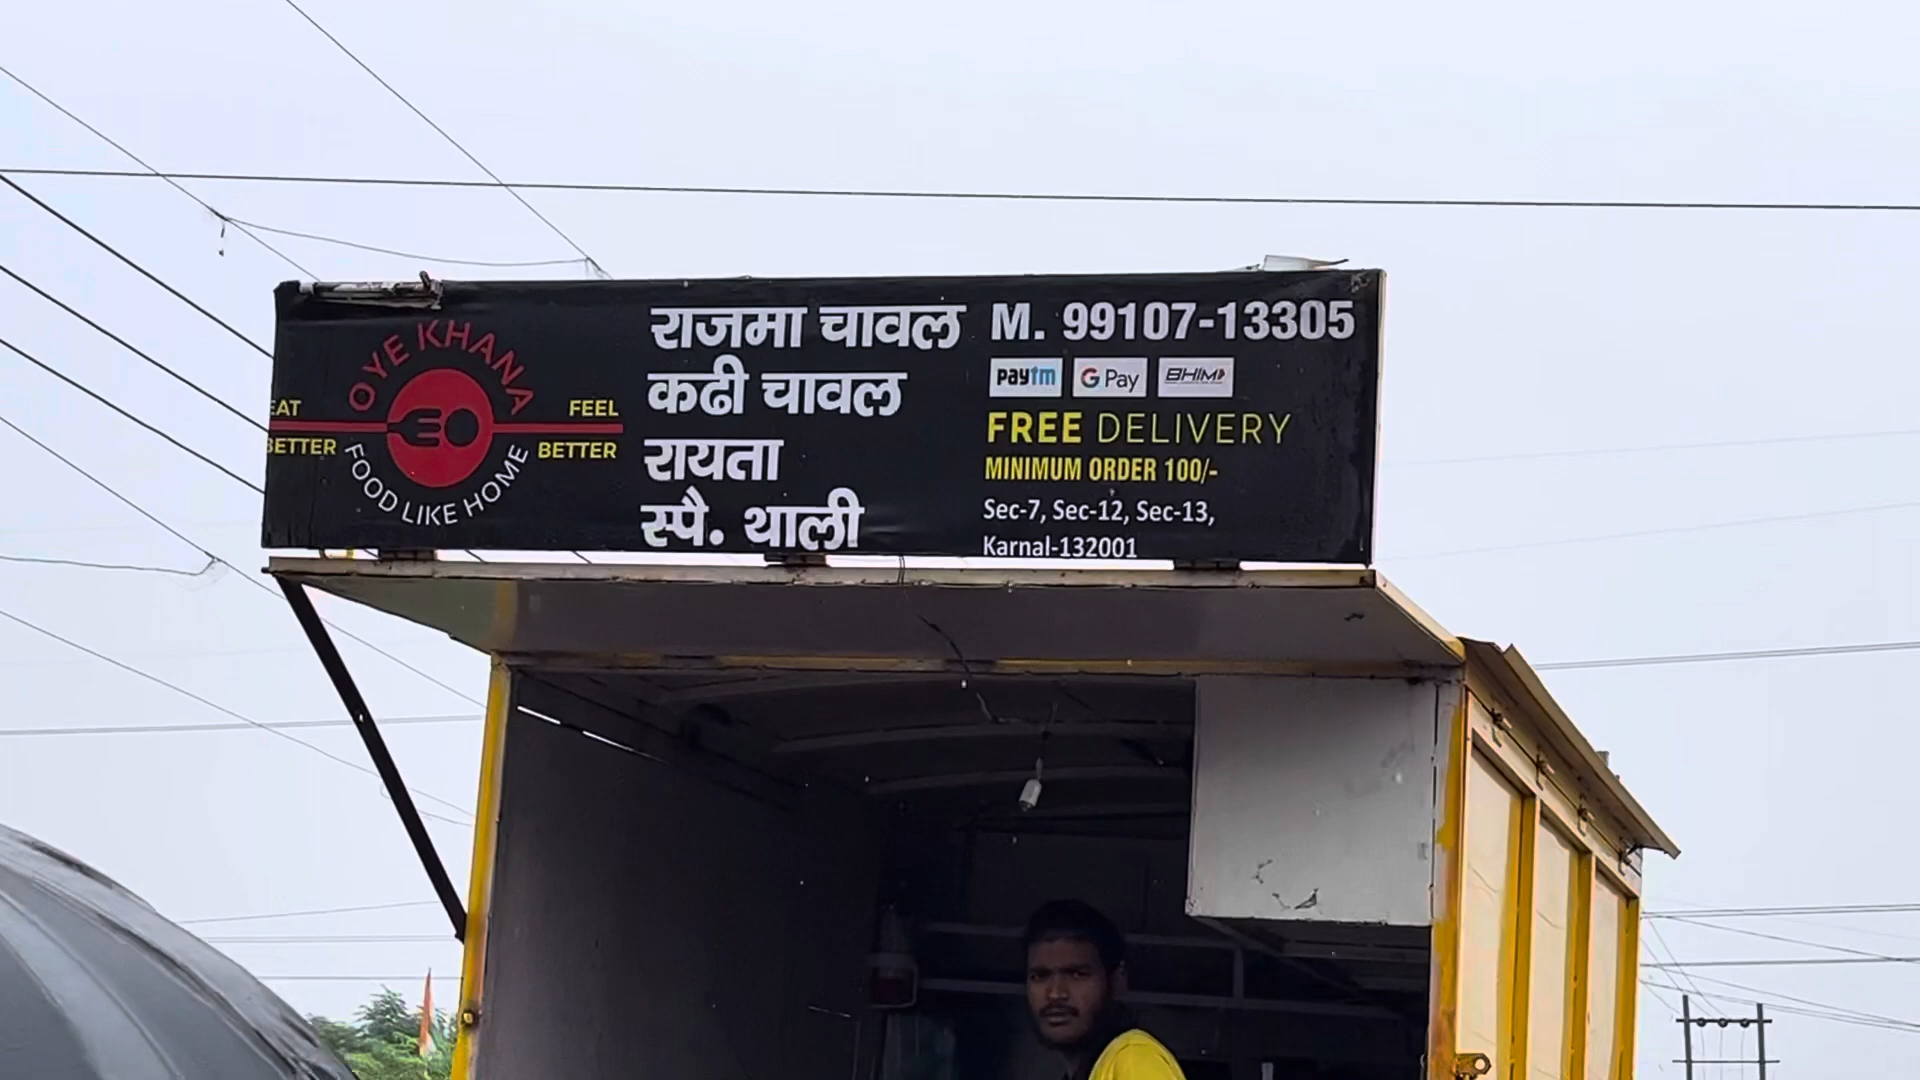 OYE KHANA
EAT
BETTER
FEEL
BETTER
FOOD LIKE HOME
राजमा चावल
कढी चावल
रायता
स्पै. थाली
M. 99107-13305
paytm G Pay BHIM
FREE DELIVERY
MINIMUM ORDER 100/-
Sec-7, Sec-12, Sec-13,
Karnal-132001